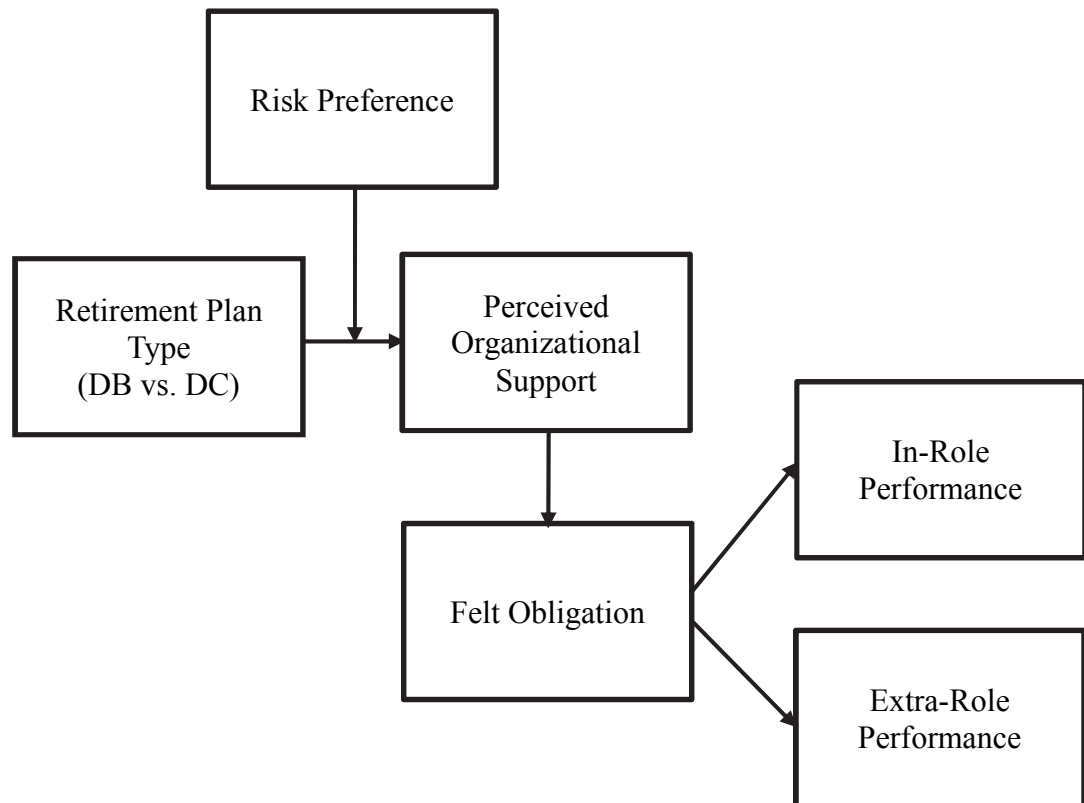 Risk Preference
Retirement Plan
Type
(DB vs. DC)
Perceived
Organizational
Support
In-Role
Performance
Felt Obligation
Extra-Role
Performance